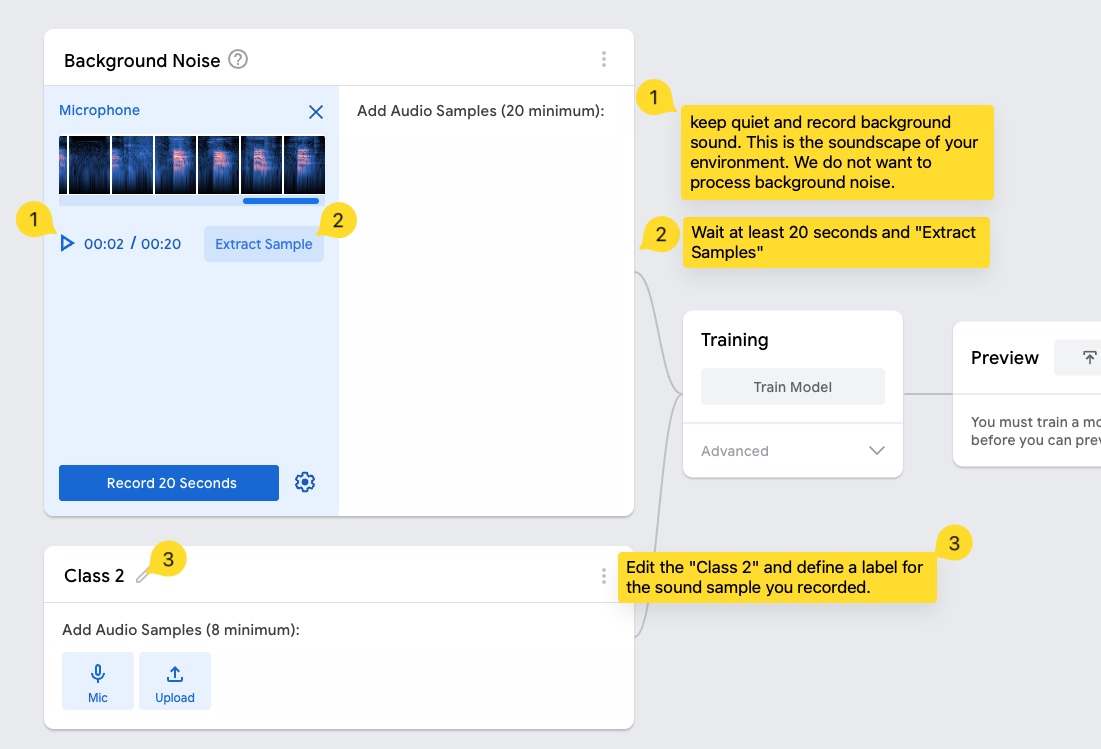 Background Noise ?
Microphone
Add Audio Samples (20 minimum):
1
keep quiet and record background
sound. This is the soundscape of your
environment. We do not want to
process background noise.
1
00:02 / 00:20
Extract Sample
2
2
Wait at least 20 seconds and "Extract
Samples"
Training
Train Model
Advanced
Preview
You must train a mo
before you can prev
Record 20 Seconds
Class 2
3
3
Edit the "Class 2" and define a label for
the sound sample you recorded.
Add Audio Samples (8 minimum):
Mic
Upload